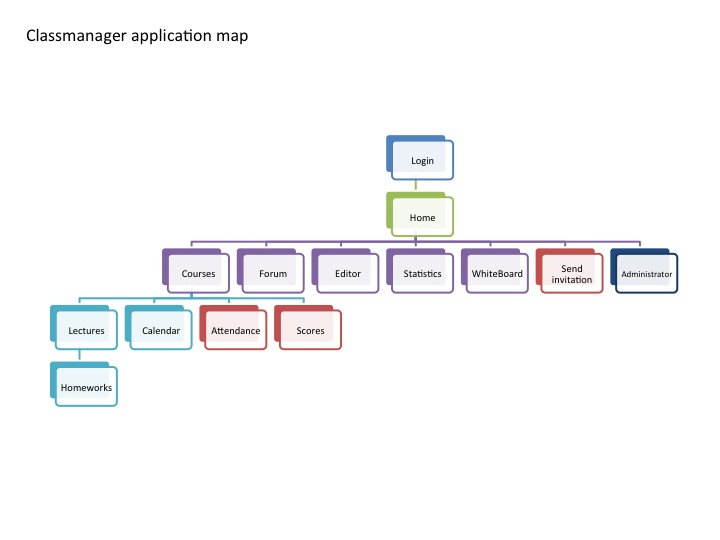 Classmanager application map
Login
Home
Courses
Forum
Editor
Statistics
WhiteBoard
Send
invitation
Administrator
Lectures
Calendar
Attendance
Scores
Homeworks